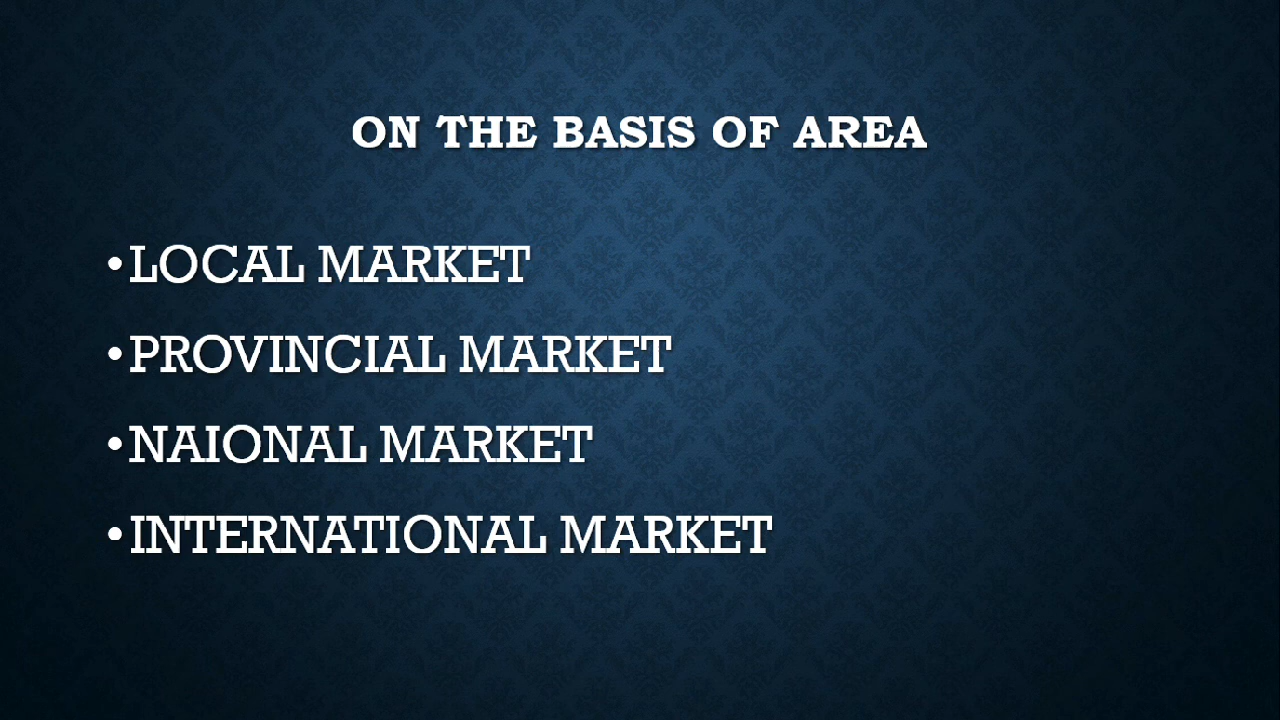 ON THE BASIS OF AREA
•LOCAL MARKET
•PROVINCIAL MARKET
•NAIONAL MARKET
•INTERNATIONAL MARKET